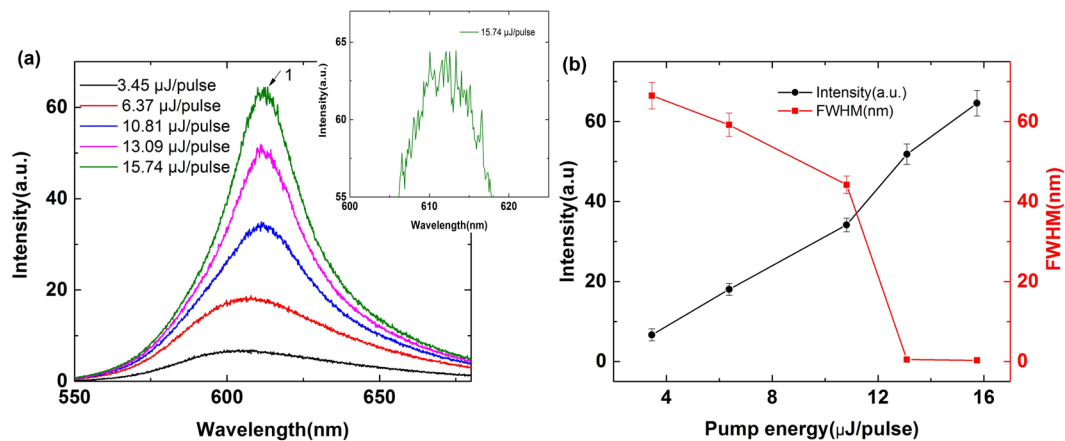 (a)
Intensity(a.u.)
60
50
40
30
20
10
0
550
600
650
Wavelength(nm)
1
3.45 µJ/pulse
6.37 µJ/pulse
10.81 µJ/pulse
13.09 µJ/pulse
15.74 µJ/pulse
15.74 µJ/pulse
Intensity(a.u.)
65
60
55
600
610
620
Wavelength(nm)
(b)
Intensity(a.u.)
FWHM(nm)
Intensity(a.u)
60
40
20
0
4
8
12
16
Pump energy(µJ/pulse)
60
40
20
0
FWHM(nm)